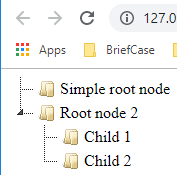 127.0
Apps BriefCase B
Simple root node
Root node 2
Child 1
Child 2